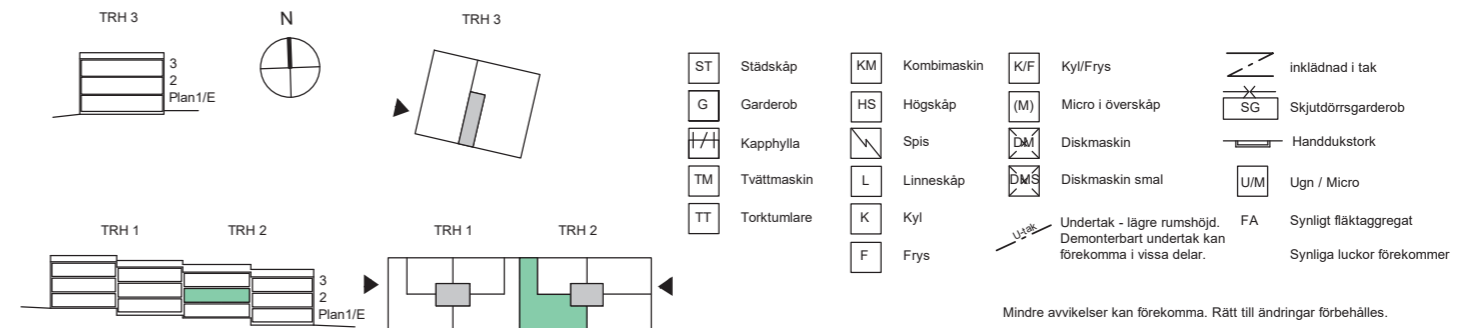 TRH 3
N
TRH 3
3
2
Plan1/E
ST Städskåp
G Garderob
Kapphylla
TM Tvättmaskin
TT Torktumlare
KM Kombimaskin
HS Högskåp
Spis
L Linneskåp
K Kyl
F Frys
K/F Kyl/Frys
(M) Micro i överskåp
DM Diskmaskin
DMS Diskmaskin smal
U-tak
Undertak - lägre rumshöjd.
Demonterbart undertak kan
förekomma i vissa delar.
inklädnad i tak
SG Skjutdörrsgarderob
Handdukstork
U/M Ugn / Micro
FA Synligt fläktaggregat
Synliga luckor förekommer
TRH 1
TRH 2
3
2
Plan1/E
TRH 1
TRH 2
Mindre avvikelser kan förekomma. Rätt till ändringar förbehålles.